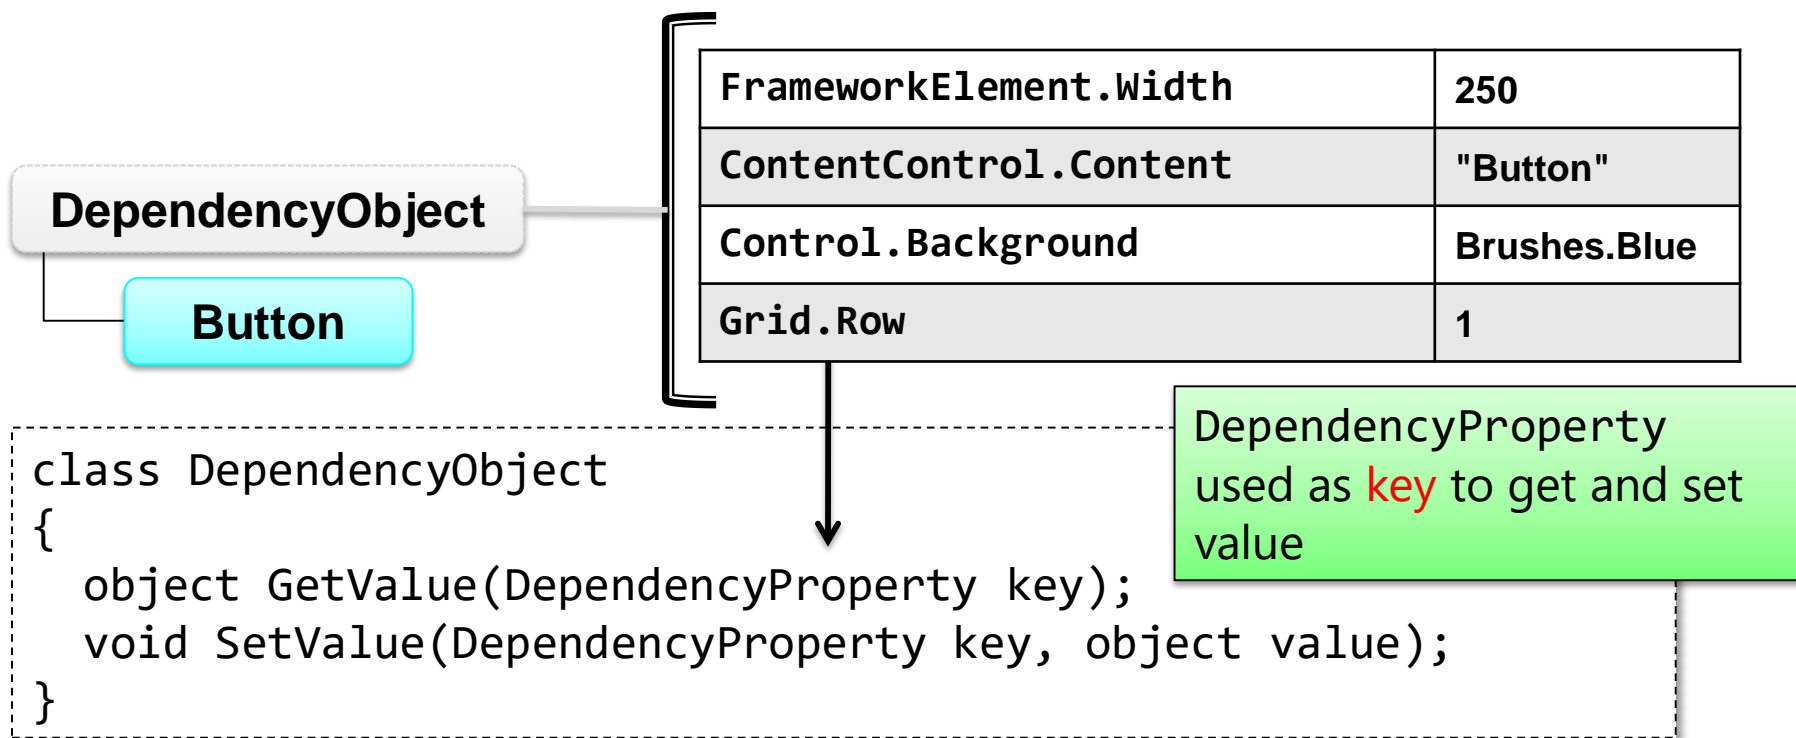 FrameworkElement.Width 250
ContentControl.Content "Button"
Control.Background Brushes.Blue
Grid.Row 1
DependencyObject
Button
DependencyProperty
used as key to get and set
value
class DependencyObject
{
object GetValue(DependencyProperty key);
void SetValue(DependencyProperty key, object value);
}